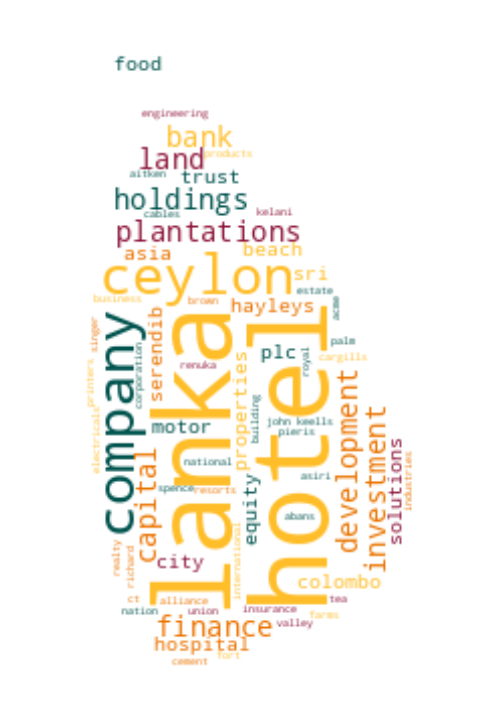 food
engineering
bank
land
products
aitken
trust
holdings
cables
kelani
plantations
asia
beach
ceylon
sri
estate
business
brown
hayleys
acme
singer
company
serendib
lanka
hotel
palm
plc
royal
cargills
corporation
renuka
properties
printers
electricals
building
john keells
pieris
motor
development
investment
national
capital
solutions
industries
asiri
spence
resorts
equity
abans
international
city
realty
richard
colombo
ct
alliance
tea
nation
union
insurance
farms
valley
finance
hospital
fort
cement